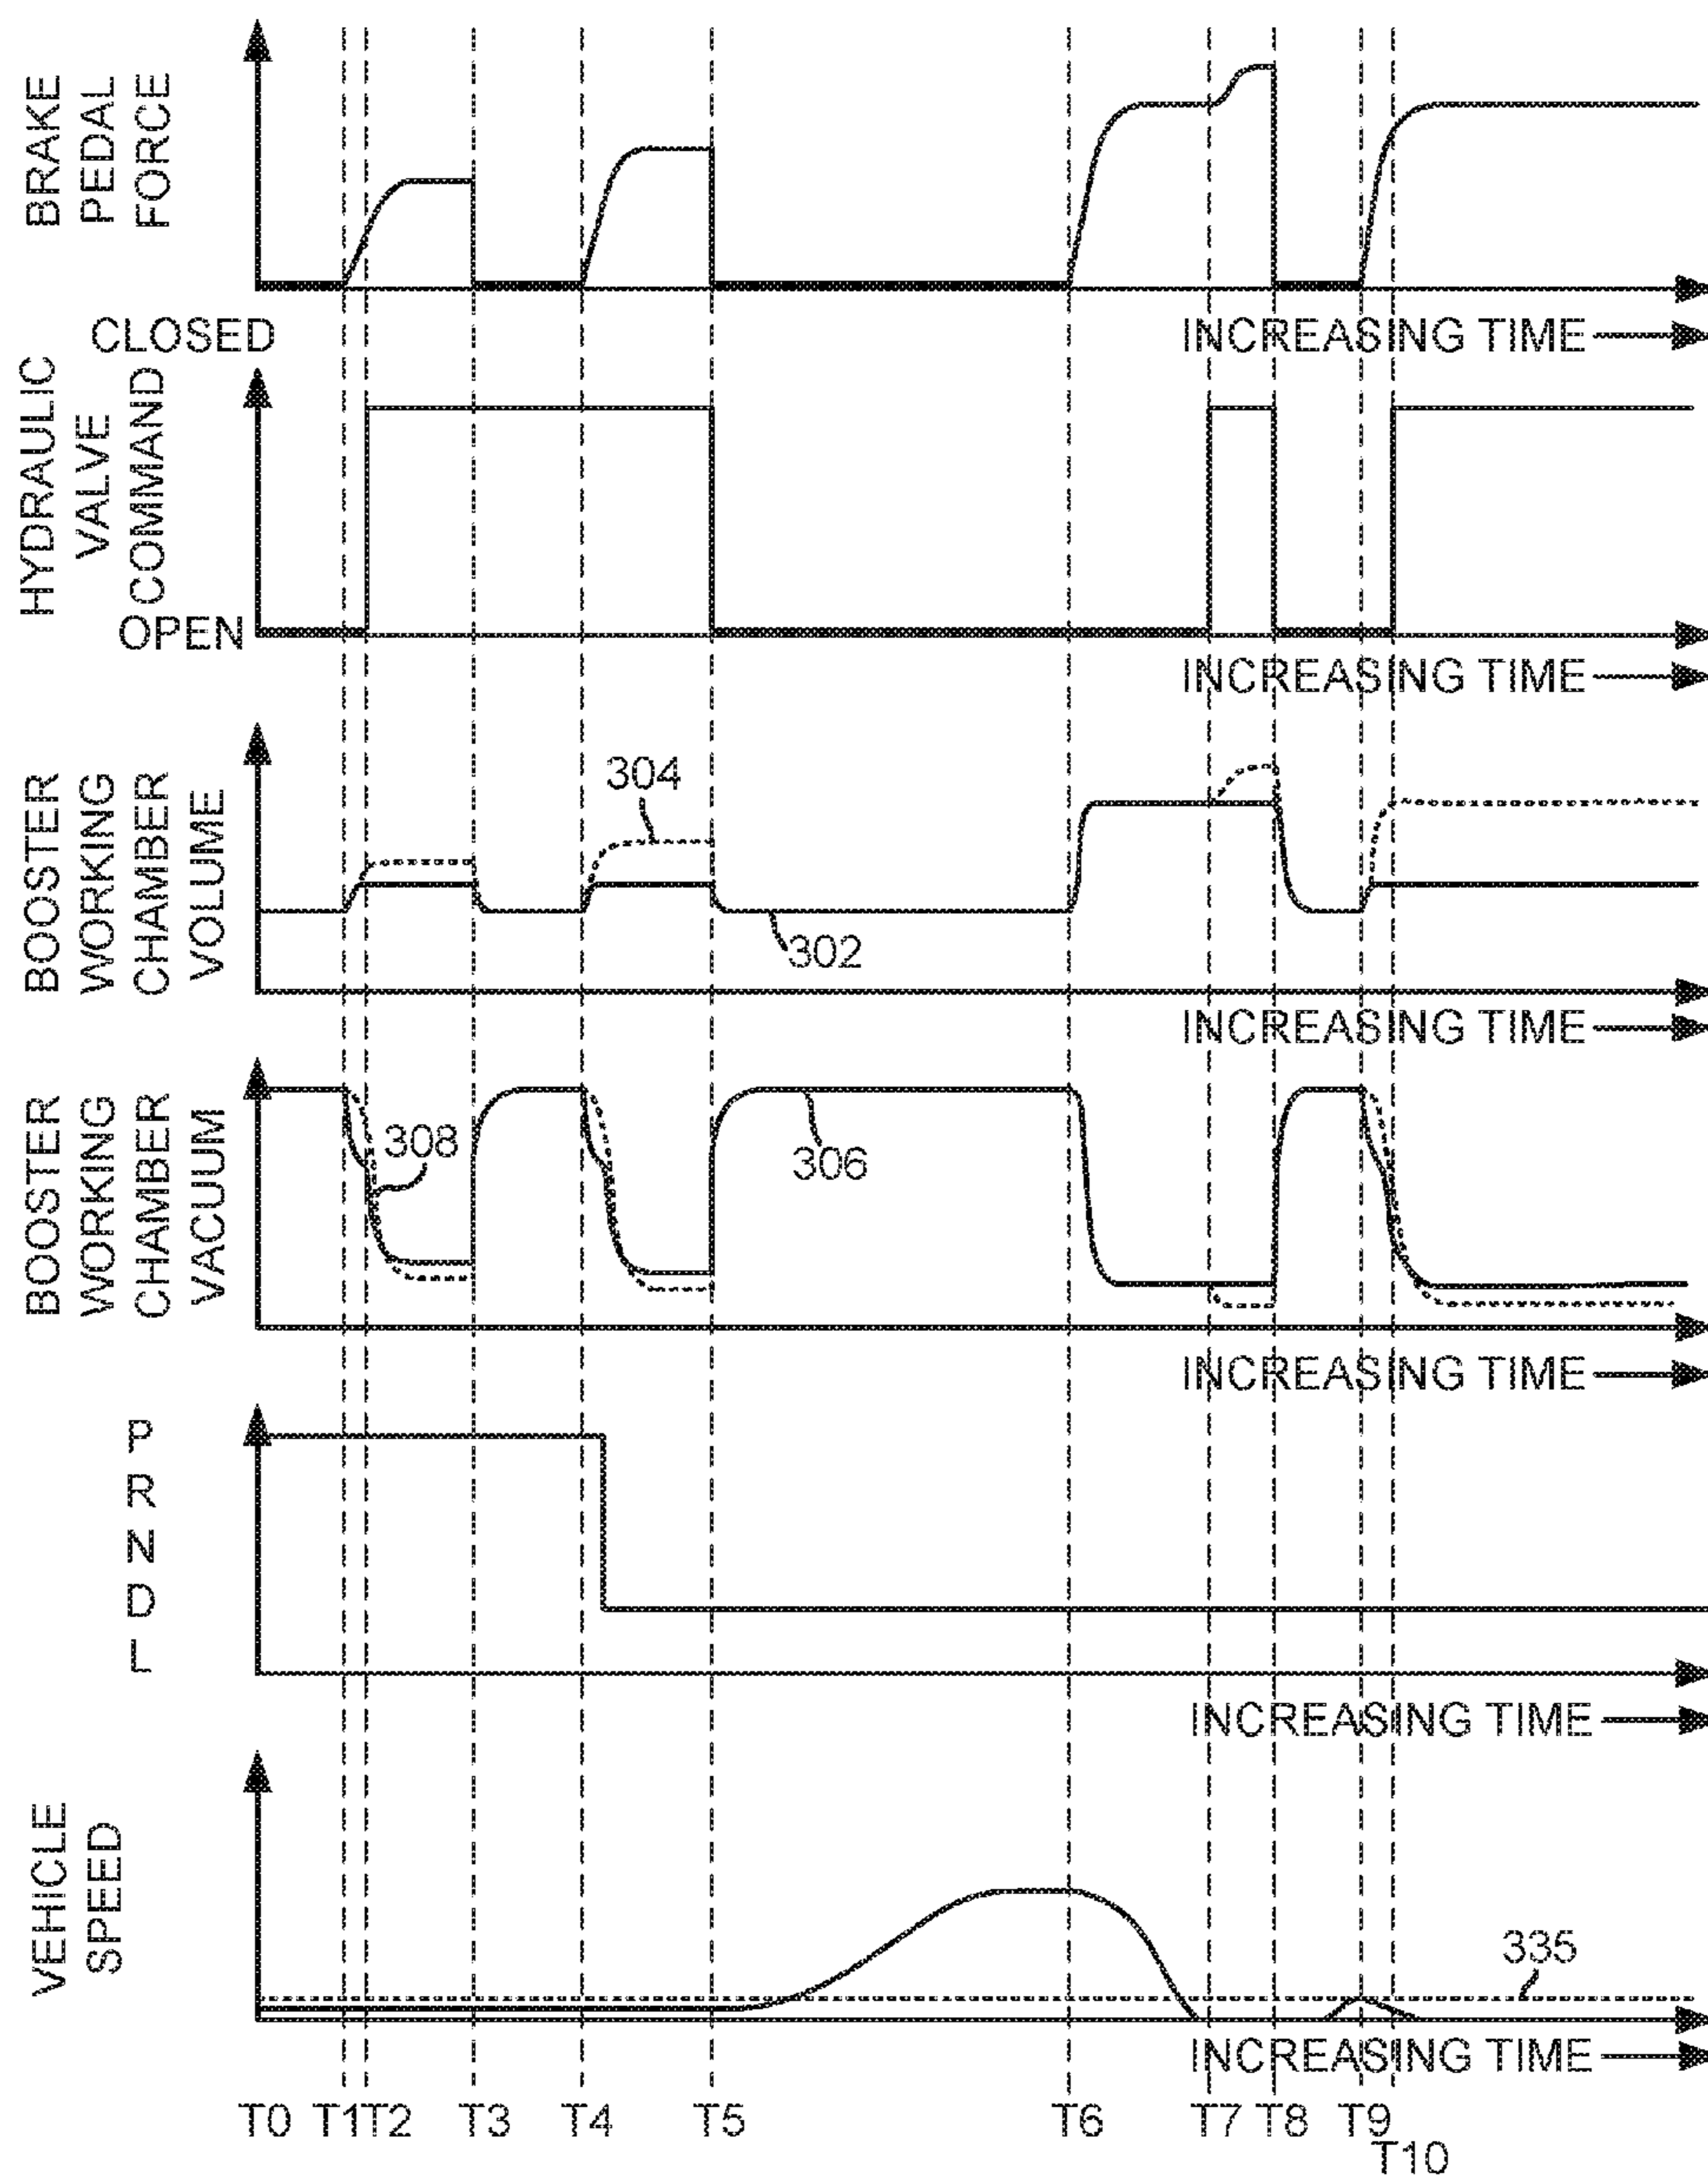 BRAKE
PEDAL
FORCE
INCREASING TIME
CLOSED
HYDRAULIC
VALVE
COMMAND
OPEN
INCREASING TIME
BOOSTER
WORKING
CHAMBER
VOLUME
304
302
INCREASING TIME
BOOSTER
WORKING
CHAMBER
VACUUM
308
306
INCREASING TIME
P
R
N
D
L
INCREASING TIME
VEHICLE
SPEED
335
INCREASING TIME
T0 T1 T2 T3 T4 T5 T6 T7 T8 T9
T10